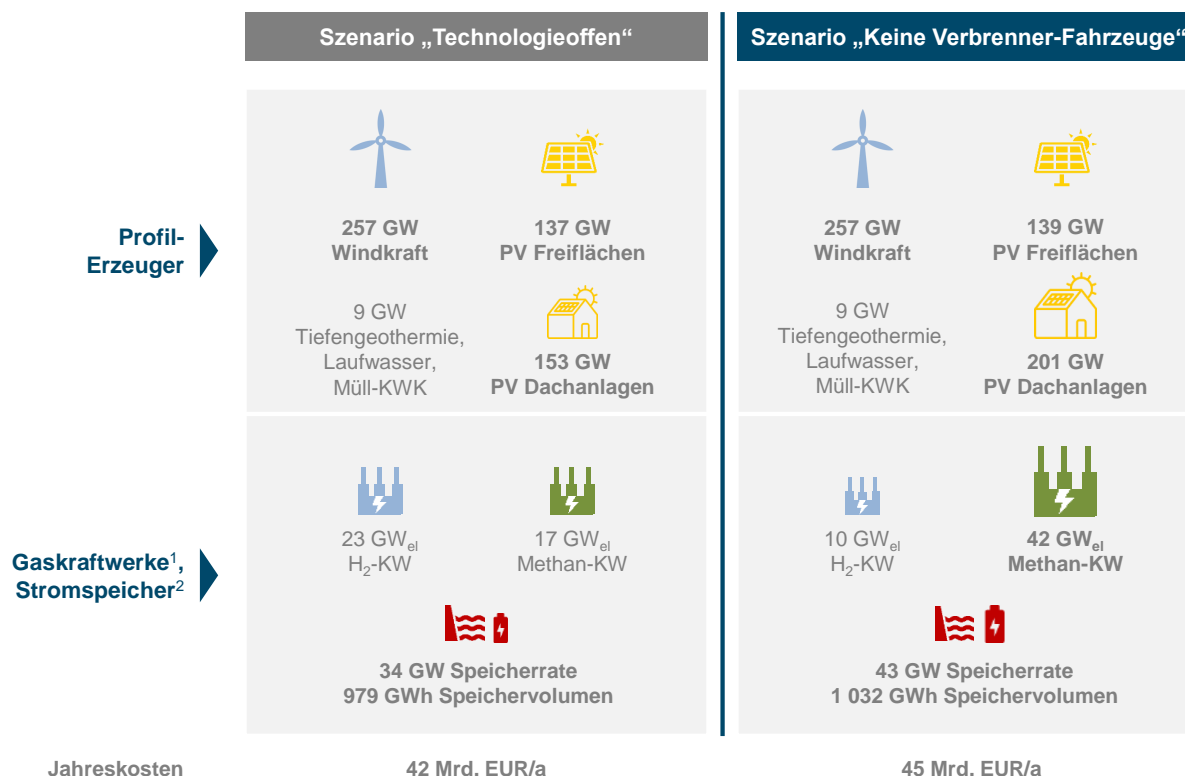 Szenario „Technologieoffen“
Szenario „Keine Verbrenner-Fahrzeuge“
Profil-
Erzeuger
257 GW
Windkraft
137 GW
PV Freiflächen
9 GW
Tiefengeothermie,
Laufwasser,
Müll-KWK
153 GW
PV Dachanlagen
257 GW
Windkraft
139 GW
PV Freiflächen
9 GW
Tiefengeothermie,
Laufwasser,
Müll-KWK
201 GW
PV Dachanlagen
Gaskraftwerke¹,
Stromspeicher²
23 GWel
H₂-KW
17 GWel
Methan-KW
34 GW Speicherrate
979 GWh Speichervolumen
10 GWel
H₂-KW
42 GWel
Methan-KW
43 GW Speicherrate
1 032 GWh Speichervolumen
Jahreskosten
42 Mrd. EUR/a
45 Mrd. EUR/a